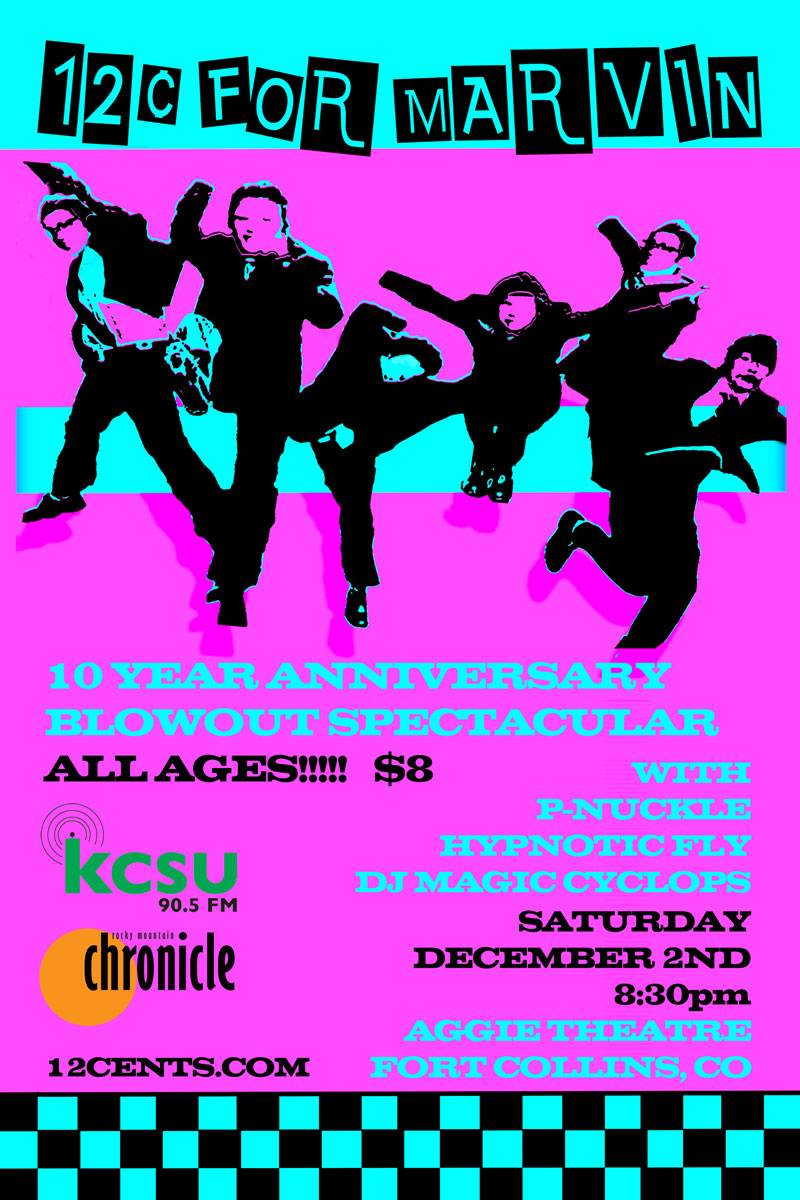 12¢ FOR MARVIN
10 YEAR ANNIVERSARY
BLOWOUT SPECTACULAR
ALL AGES!!!!! $8
WITH
P-NUCKLE
HYPNOTIC FLY
DJ MAGIC CYCLOPS
kcsu
90.5 FM
rocky mountain
chronicle
SATURDAY
DECEMBER 2ND
8:30pm
AGGIE THEATRE
FORT COLLINS, CO
12CENTS.COM